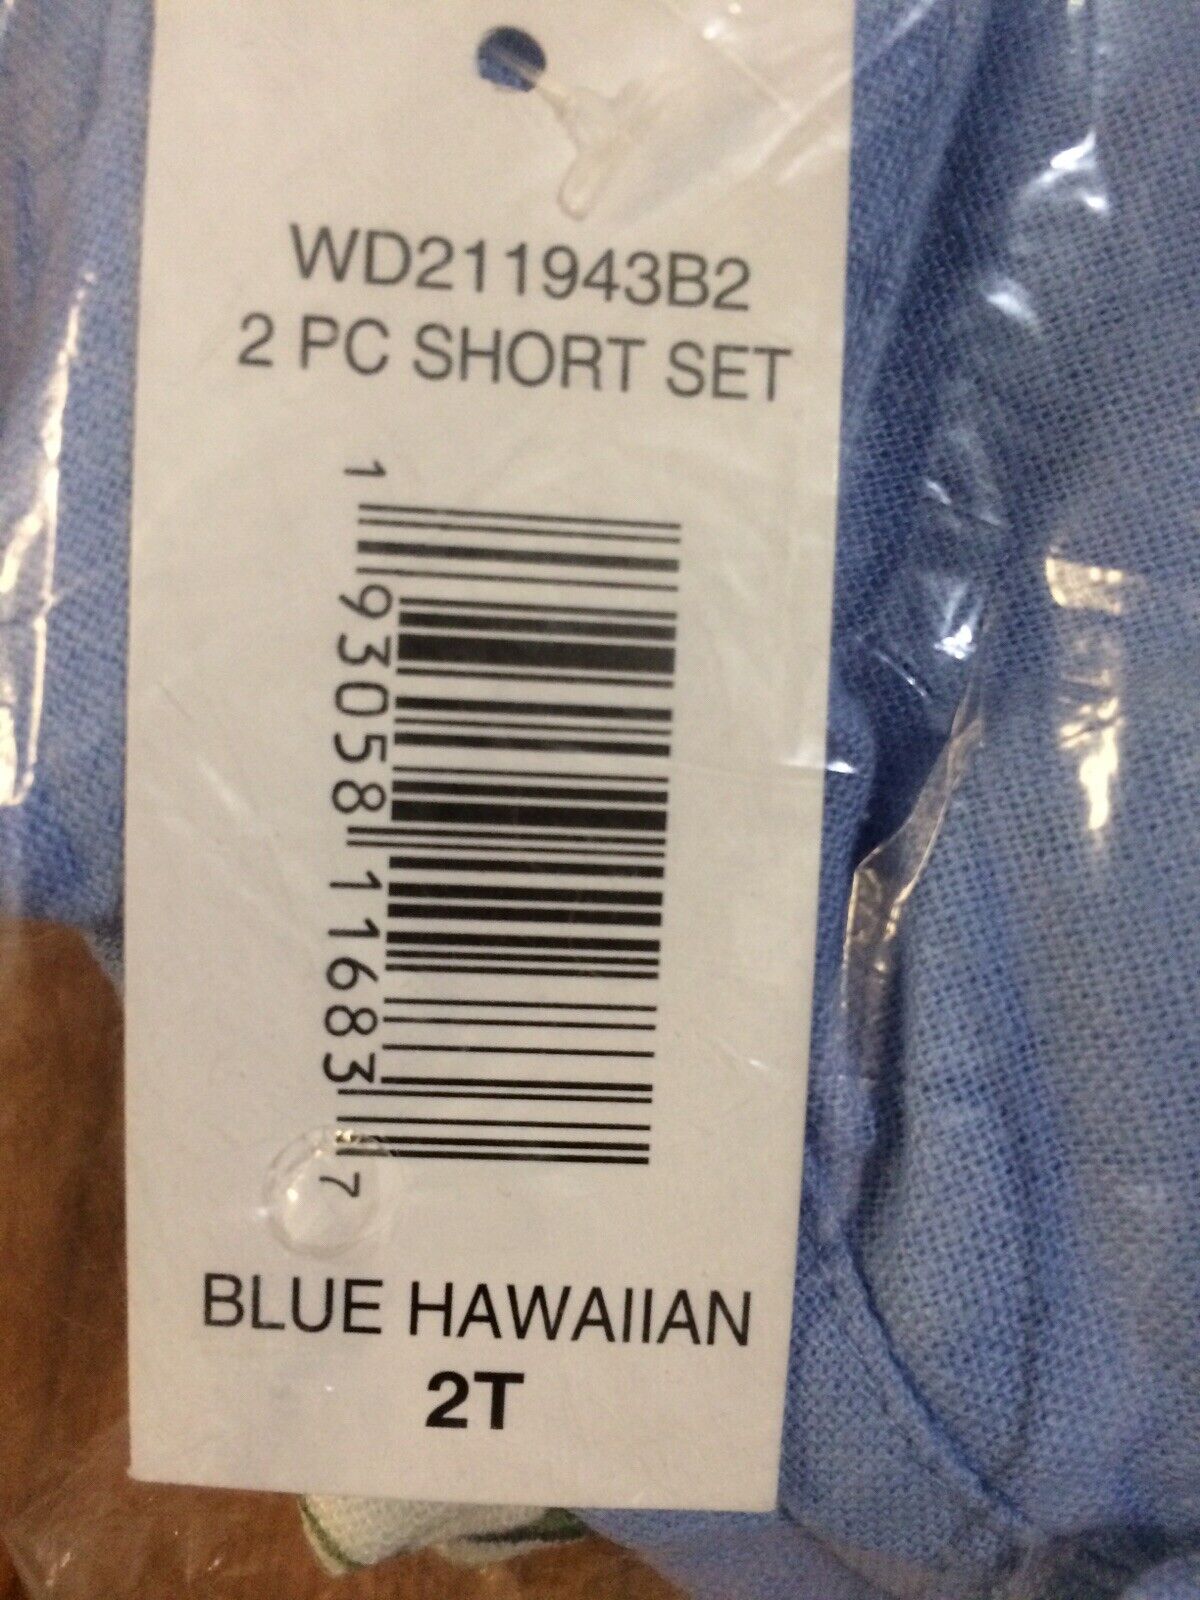 WD211943B2
2 PC SHORT SET
1 93058 11683 7
BLUE HAWAIIAN
2T